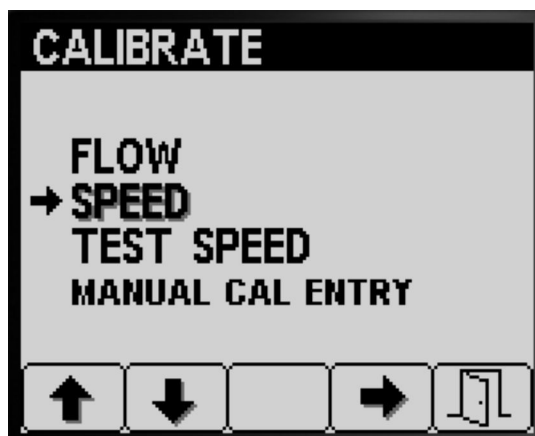 CALIBRATE
FLOW
SPEED
TEST SPEED
MANUAL CAL ENTRY